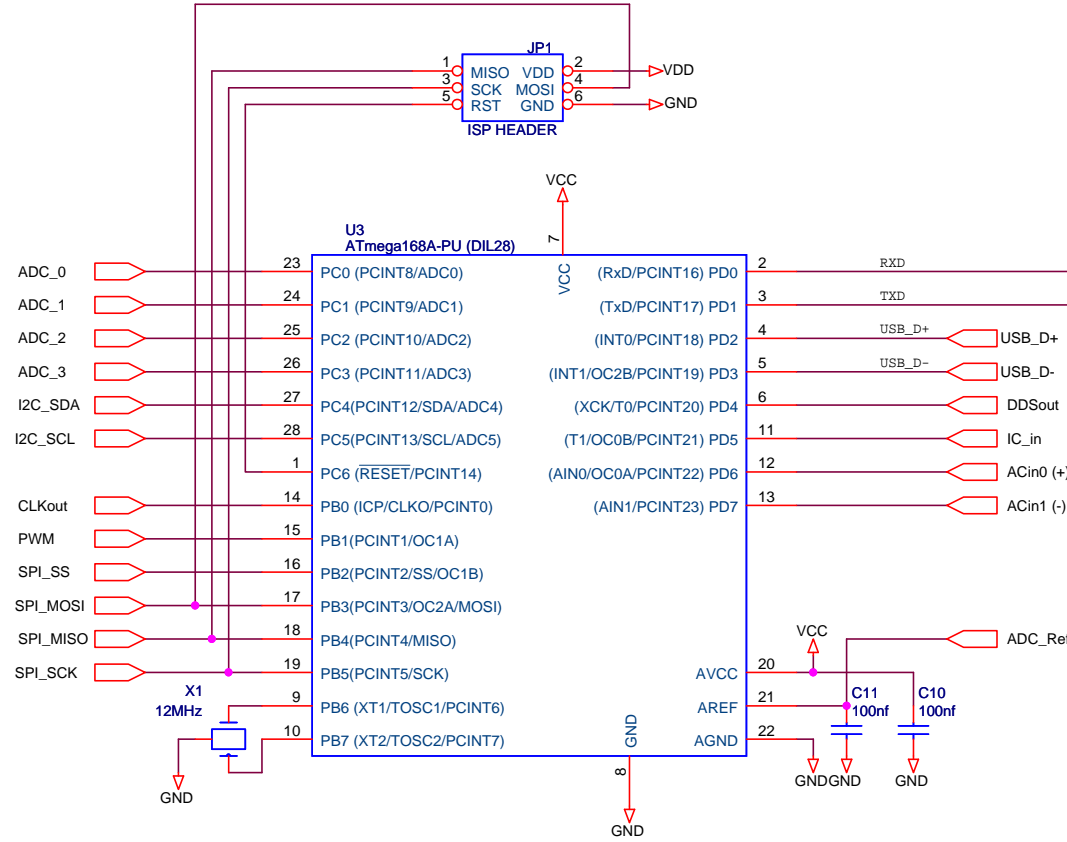 JP1
1 MISO VDD 2 VDD
3 SCK MOSI 4
5 RST GND 6 GND
ISP HEADER
VCC
U3
ATmega168A-PU (DIL28)
7
VCC
ADC_0 23 PC0 (PCINT8/ADC0) (RxD/PCINT16) PD0 2 RXD
ADC_1 24 PC1 (PCINT9/ADC1) (TxD/PCINT17) PD1 3 TXD
ADC_2 25 PC2 (PCINT10/ADC2) (INT0/PCINT18) PD2 4 USB_D+ USB_D+
ADC_3 26 PC3 (PCINT11/ADC3) (INT1/OC2B/PCINT19) PD3 5 USB_D- USB_D-
I2C_SDA 27 PC4(PCINT12/SDA/ADC4) (XCK/T0/PCINT20) PD4 6 DDSout
I2C_SCL 28 PC5(PCINT13/SCL/ADC5) (T1/OC0B/PCINT21) PD5 11 IC_in
1 PC6 (RESET/PCINT14) (AIN0/OC0A/PCINT22) PD6 12 ACin0 (+)
CLKout 14 PB0 (ICP/CLKO/PCINT0) (AIN1/PCINT23) PD7 13 ACin1 (-)
PWM 15 PB1(PCINT1/OC1A)
SPI_SS 16 PB2(PCINT2/SS/OC1B)
SPI_MOSI 17 PB3(PCINT3/OC2A/MOSI)
SPI_MISO 18 PB4(PCINT4/MISO) VCC ADC_Ref
SPI_SCK 19 PB5(PCINT5/SCK) AVCC 20
X1
12MHz
9 PB6 (XT1/TOSC1/PCINT6) AREF 21
C11
100nf
C10
100nf
10 PB7 (XT2/TOSC2/PCINT7) GND AGND 22
8
GND
GND
GND
GND
GND